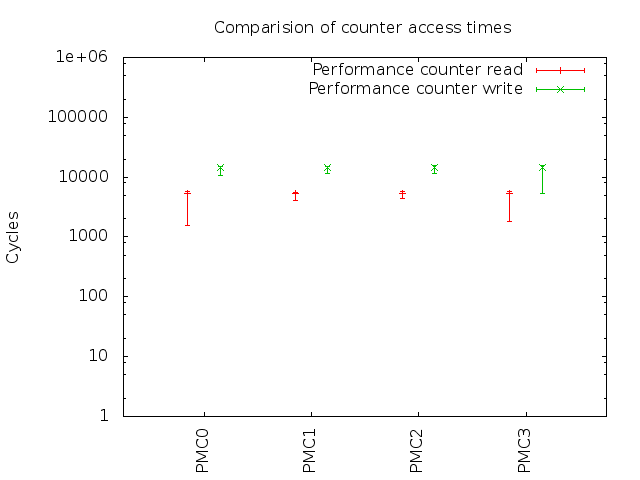 Comparision of counter access times
1e+06
Performance counter read
Performance counter write
100000
10000
1000
100
10
1
Cycles
PMC0
PMC1
PMC2
PMC3